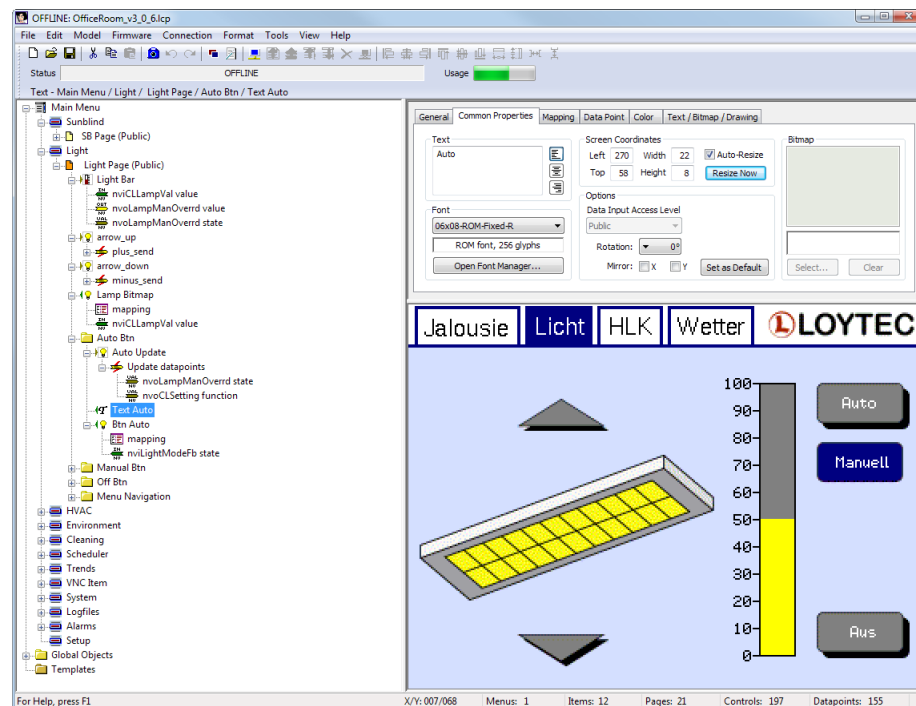 OFFLINE: OfficeRoom_v3_0_6.lcp
File Edit Model Firmware Connection Format Tools View Help
Status OFFLINE Usage
Text - Main Menu / Light / Light Page / Auto Btn / Text Auto
Main Menu
Sunblind
SB Page (Public)
Light
Light Page (Public)
Light Bar
nviCLLampVal value
nvoLampManOverrd value
nvoLampManOverrd state
arrow_up
plus_send
arrow_down
minus_send
Lamp Bitmap
mapping
nviCLLampVal value
Auto Btn
Auto Update
Update datapoints
nvoLampManOverrd state
nvoCLSetting function
Text Auto
Btn Auto
mapping
nviLightModeFb state
Manual Btn
Off Btn
Menu Navigation
HVAC
Environment
Cleaning
Scheduler
Trends
VNC Item
System
Logfiles
Alarms
Setup
Global Objects
Templates
General Common Properties Mapping Data Point Color Text / Bitmap / Drawing
Text
Auto
Font
06x08-ROM-Fixed-R
ROM font, 256 glyphs
Open Font Manager...
Screen Coordinates
Left 270 Width 22 Auto-Resize
Top 58 Height 8 Resize Now
Options
Data Input Access Level
Public
Rotation: 0°
Mirror: X Y Set as Default
Bitmap
Select... Clear
Jalousie Licht HLK Wetter LOYTEC
100
90
80
70
60
50
40
30
20
10
0
Auto
Manuell
Aus
For Help, press F1 X/Y: 007/068 Menus: 1 Items: 12 Pages: 21 Controls: 197 Datapoints: 155